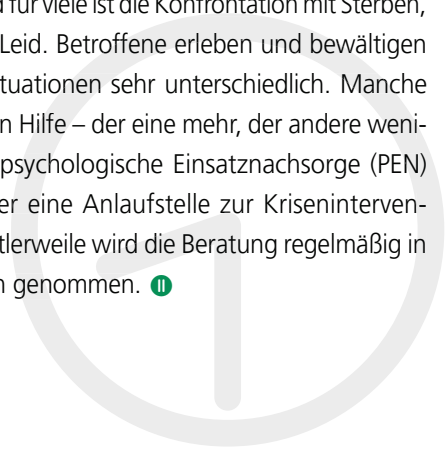 für viele ist die Konfrontation mit Sterben,
Leid. Betroffene erleben und bewältigen
tuationen sehr unterschiedlich. Manche
n Hilfe – der eine mehr, der andere weni-
psychologische Einsatznachsorge (PEN)
er eine Anlaufstelle zur Kriseninterven-
tlerweile wird die Beratung regelmäßig in
n genommen.